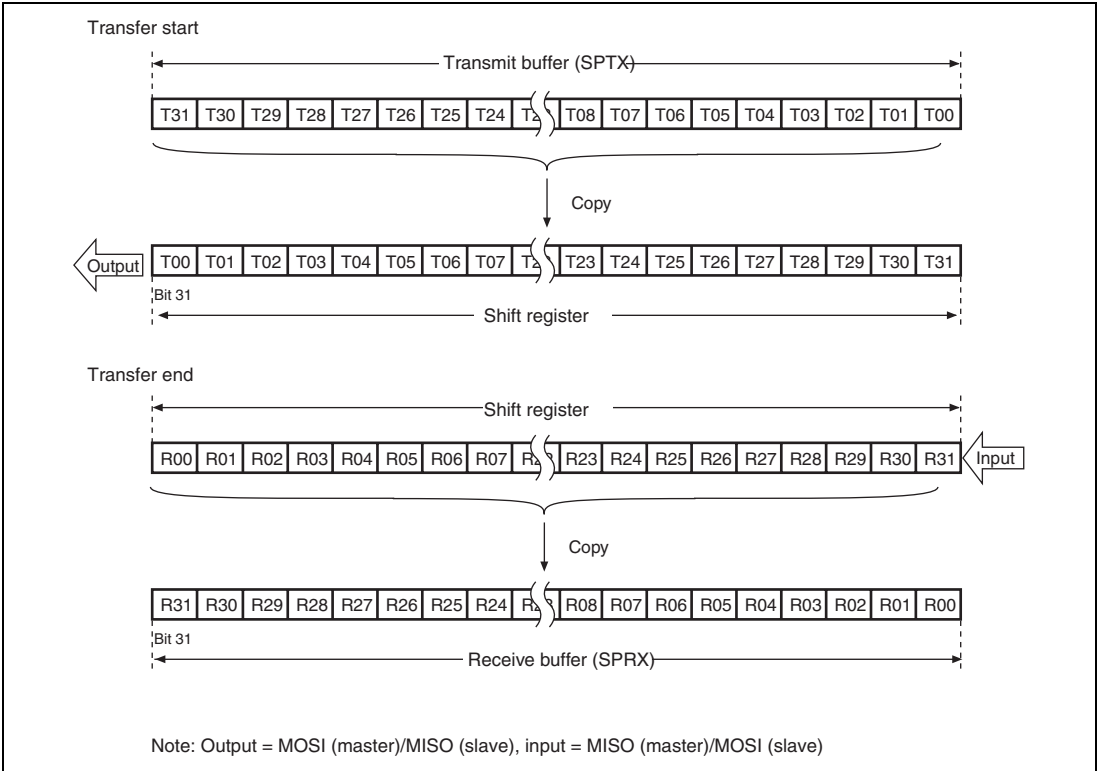 Transfer start
Transmit buffer (SPTX)
T31 T30 T29 T28 T27 T26 T25 T24 T08 T07 T06 T05 T04 T03 T02 T01 T00
Copy
Output T00 T01 T02 T03 T04 T05 T06 T07 T23 T24 T25 T26 T27 T28 T29 T30 T31
Bit 31
Shift register
Transfer end
Shift register
R00 R01 R02 R03 R04 R05 R06 R07 R23 R24 R25 R26 R27 R28 R29 R30 R31 Input
Copy
R31 R30 R29 R28 R27 R26 R25 R24 R08 R07 R06 R05 R04 R03 R02 R01 R00
Bit 31
Receive buffer (SPRX)
Note: Output = MOSI (master)/MISO (slave), input = MISO (master)/MOSI (slave)